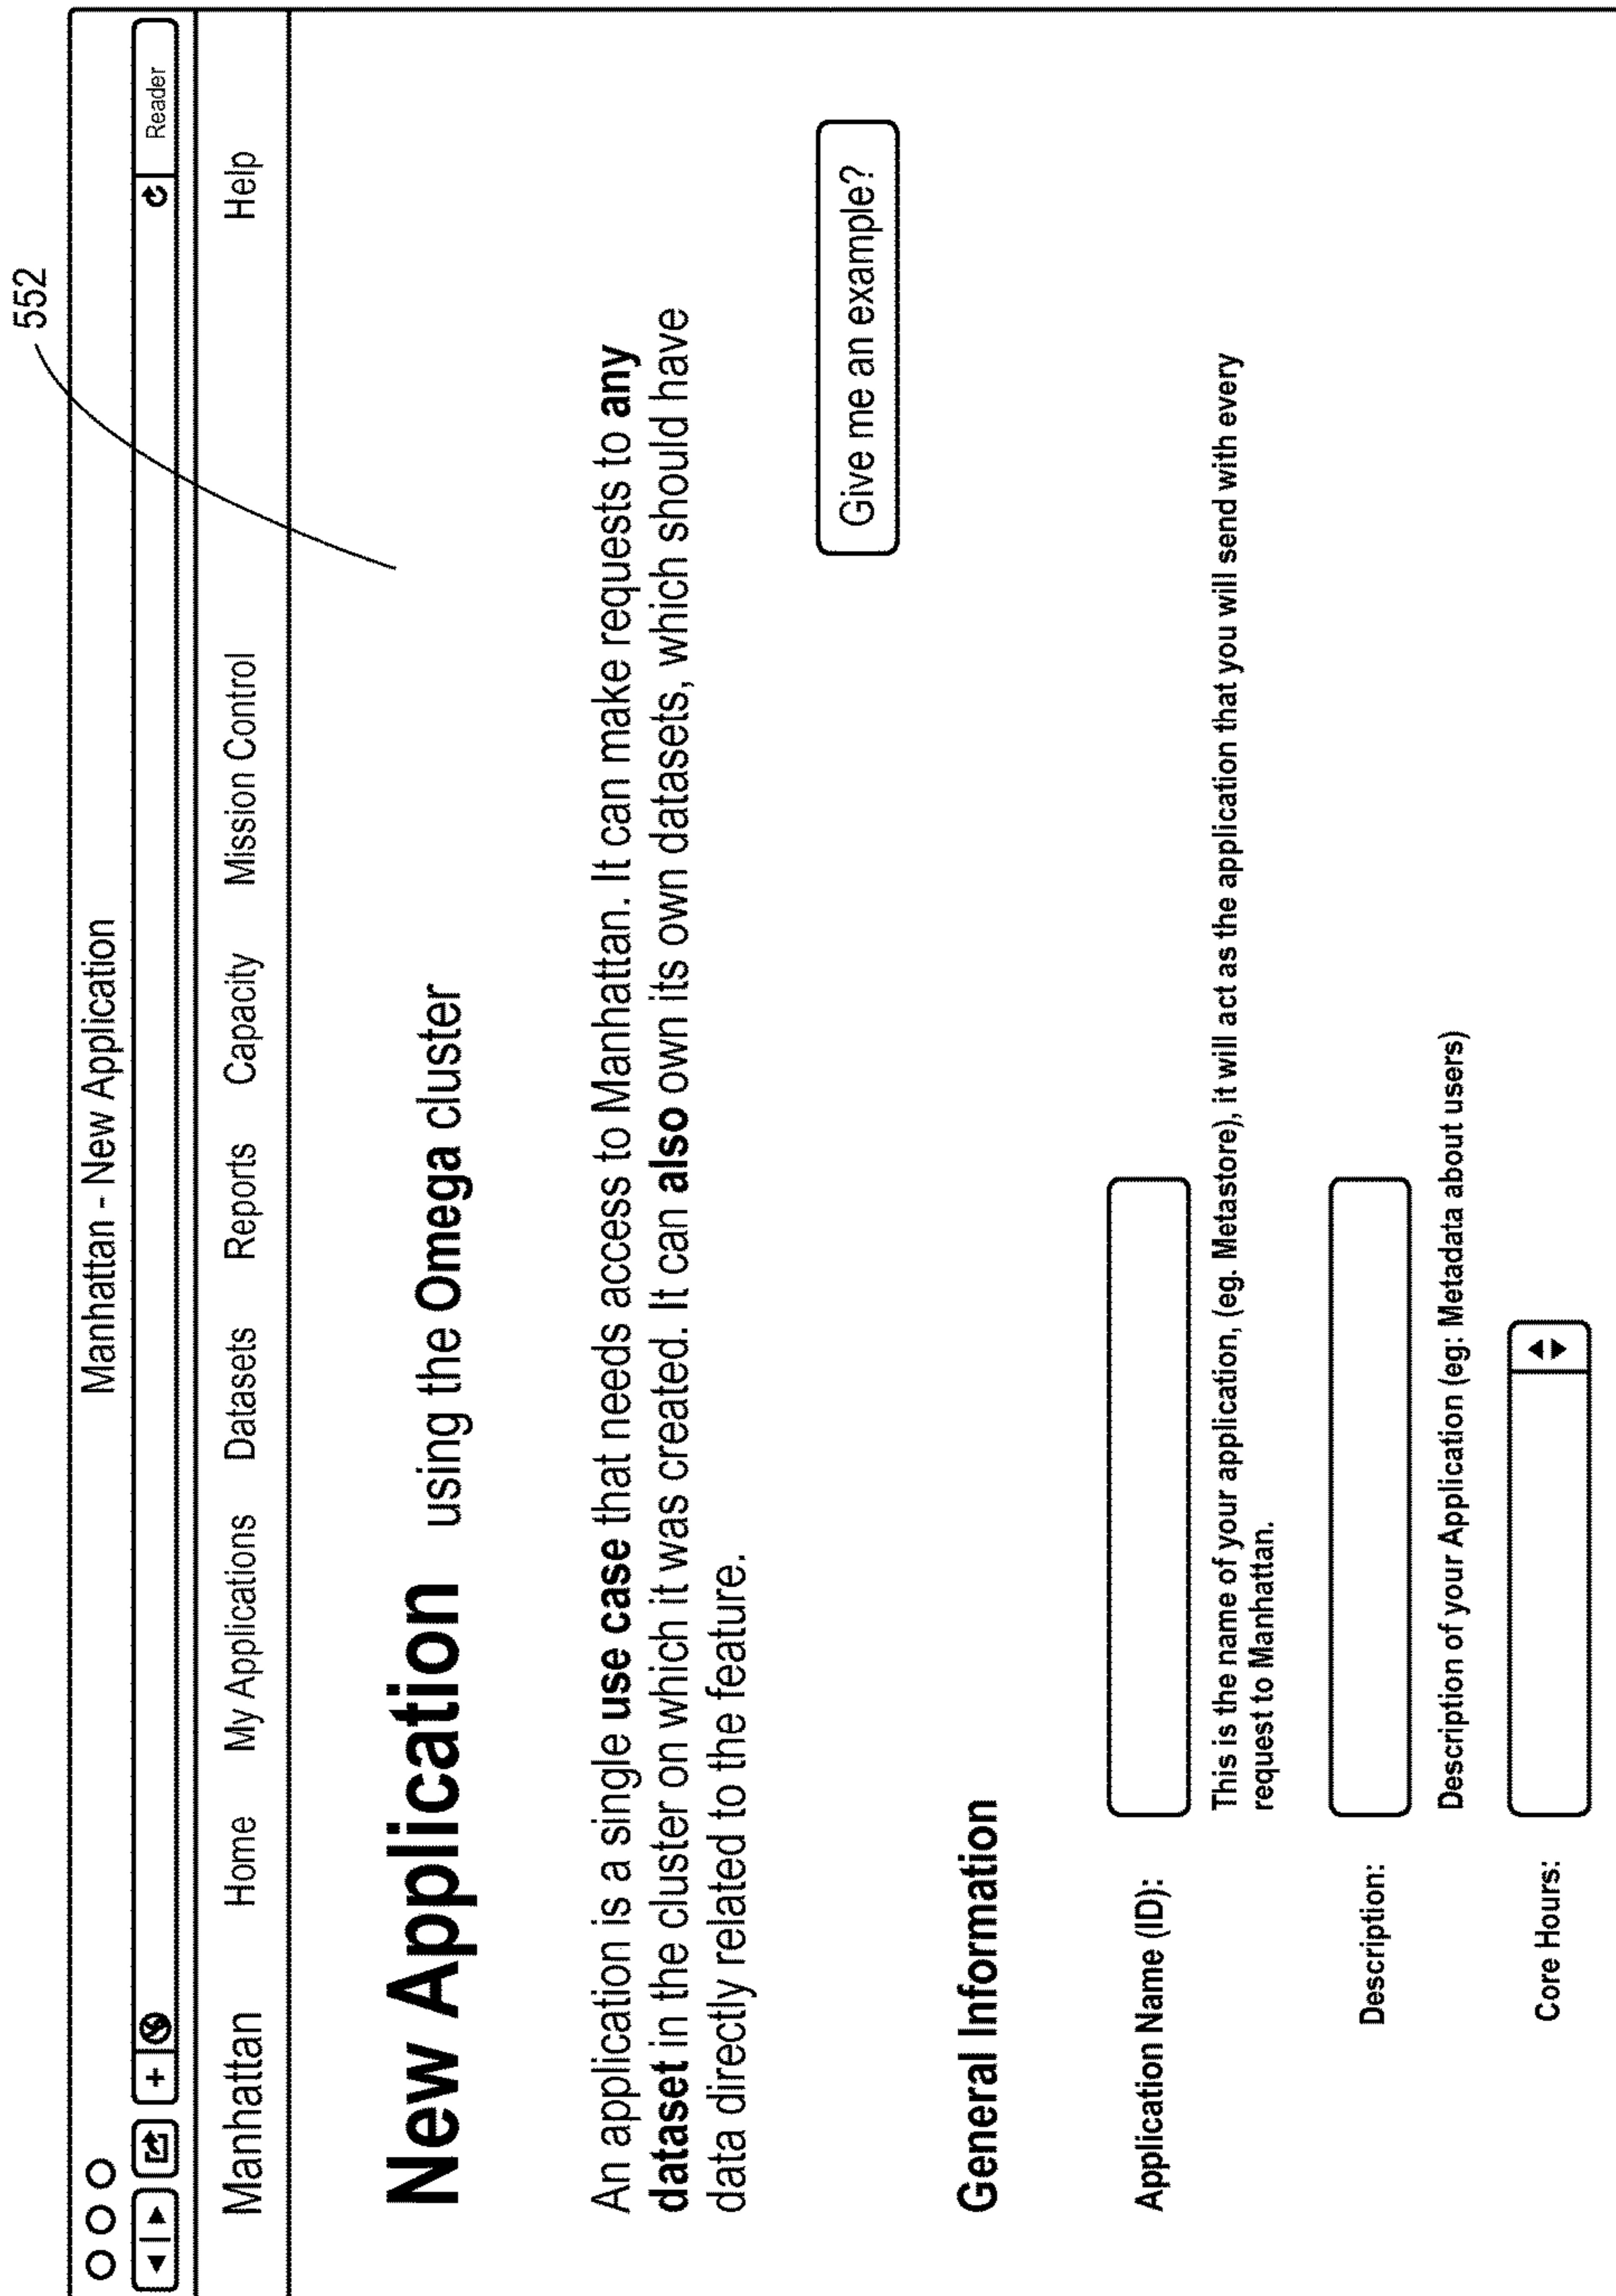 552
Manhattan - New Application
Reader
Manhattan Home My Applications Datasets Reports Capacity Mission Control Help
New Application using the Omega cluster
An application is a single use case that needs access to Manhattan. It can make requests to any
dataset in the cluster on which it was created. It can also own its own datasets, which should have
data directly related to the feature.
Give me an example?
General Information
Application Name (ID):
This is the name of your application, (eg. Metastore), it will act as the application that you will send with every
request to Manhattan.
Description:
Description of your Application (eg: Metadata about users)
Core Hours: